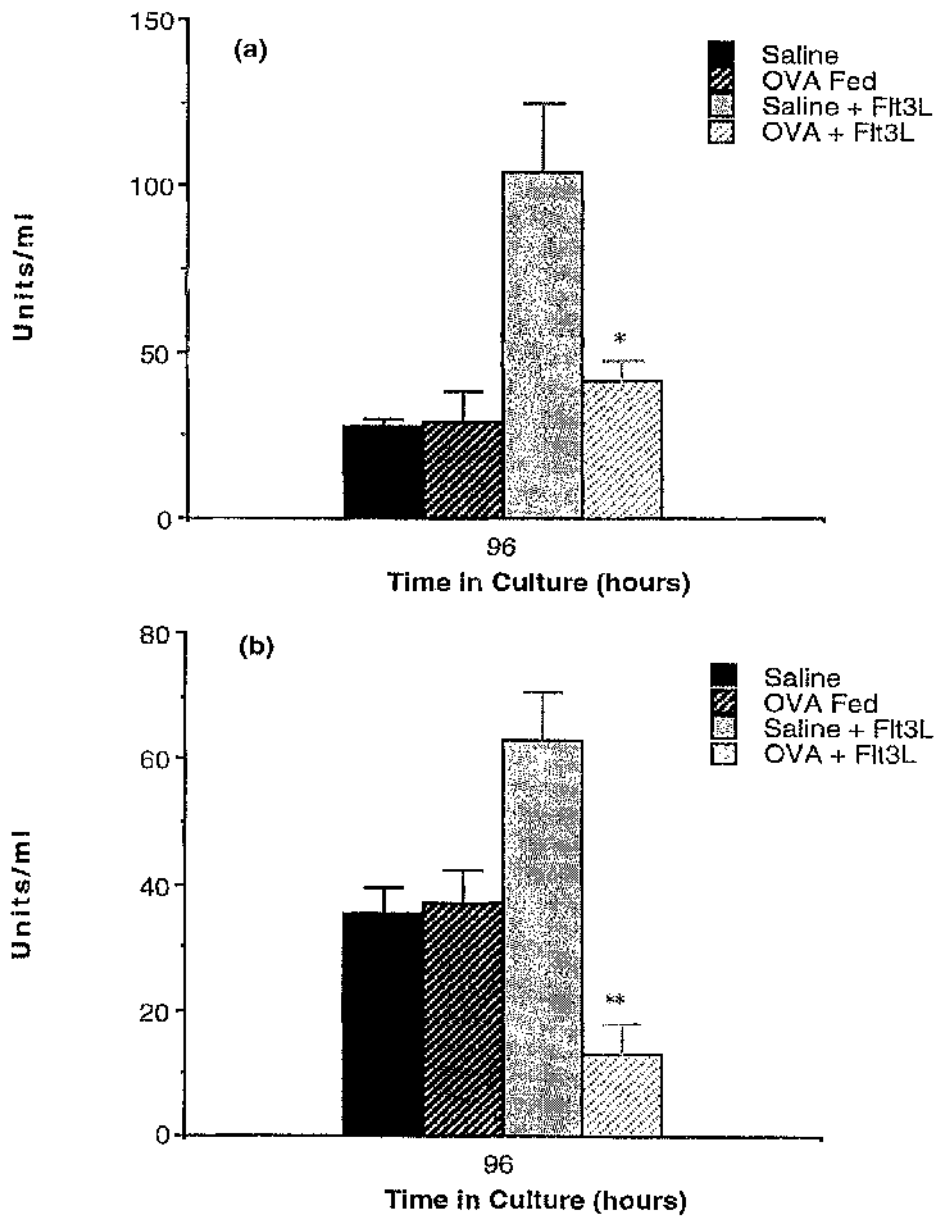 (a)
150
100
50
0
Units/ml
Saline
OVA Fed
Saline + Flt3L
OVA + Flt3L
*
96
Time in Culture (hours)
(b)
80
60
40
20
0
Units/ml
Saline
OVA Fed
Saline + Flt3L
OVA + Flt3L
**
96
Time in Culture (hours)